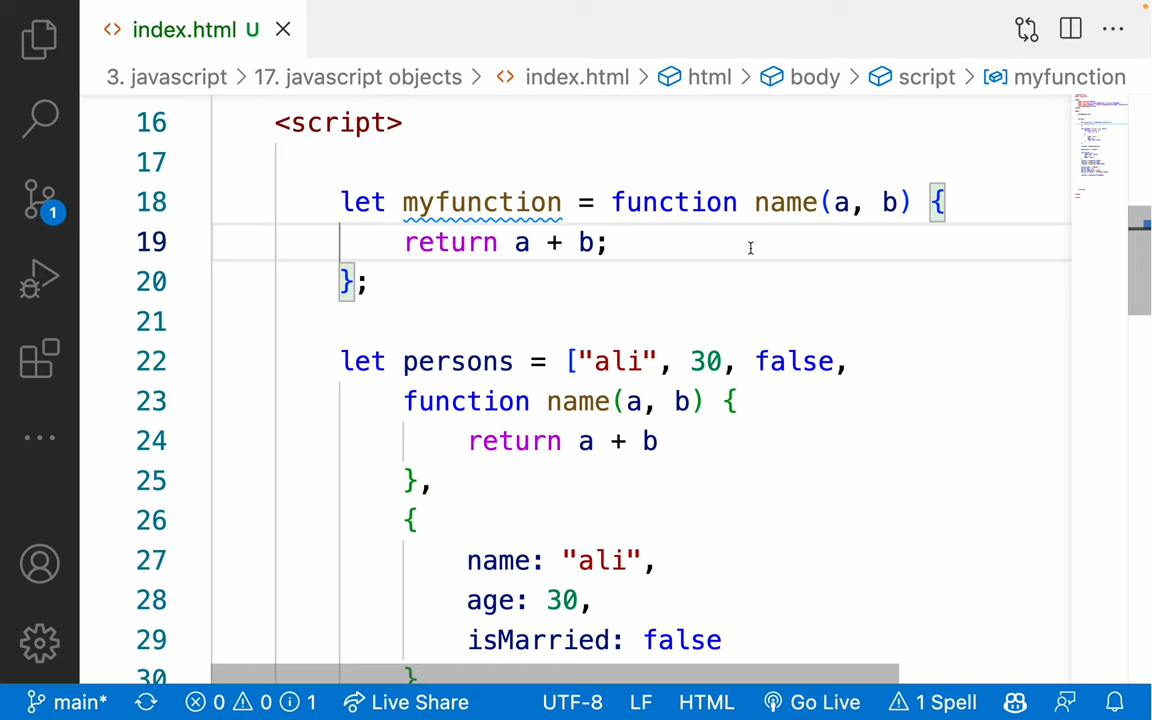 index.html U
3. javascript > 17. javascript objects > index.html > html > body > script > myfunction
16 <script>
17
18 let myfunction = function name(a, b) {
19 return a + b;
20 };
21
22 let persons = ["ali", 30, false,
23 function name(a, b) {
24 return a + b
25 },
26 {
27 name: "ali",
28 age: 30,
29 isMarried: false
30 }
1
main* 0 0 1 Live Share UTF-8 LF HTML Go Live 1 Spell